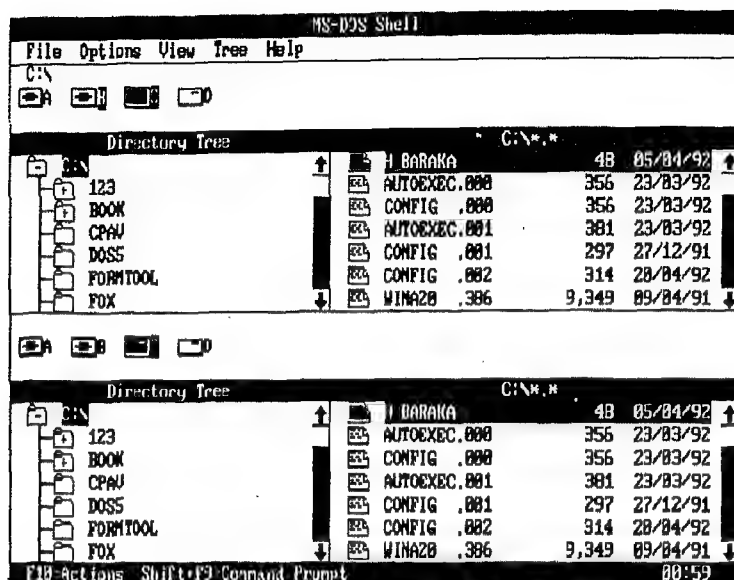 MS-DOS Shell
File Options View Tree Help
C:\
A B C D
Directory Tree C:\*.*
C:\ H BARAKA 48 05/04/92
123 AUTOEXEC.000 356 23/03/92
BOOK CONFIG .000 356 23/03/92
CPAV AUTOEXEC.001 381 23/03/92
DOS5 CONFIG .001 297 27/12/91
FORMTOOL CONFIG .002 314 20/04/92
FOX WINA20 .386 9,349 09/04/91
A B C D
Directory Tree C:\*.*
C:\ BARAKA 48 05/04/92
123 AUTOEXEC.000 356 23/03/92
BOOK CONFIG .000 356 23/03/92
CPAV AUTOEXEC.001 381 23/03/92
DOS5 CONFIG .001 297 27/12/91
FORMTOOL CONFIG .002 314 20/04/92
FOX WINA20 .386 9,349 09/04/91
F10=Actions Shift+F9=Command Prompt 00:59